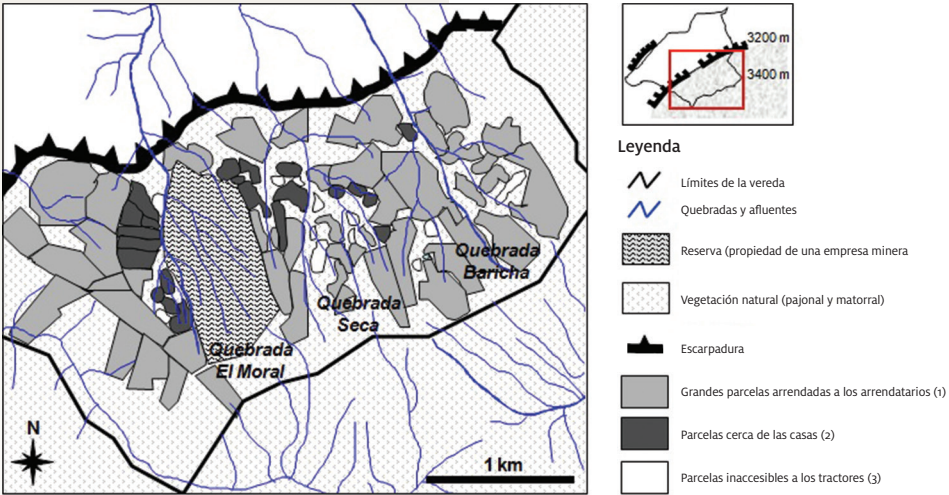 3200 m
3400 m
Leyenda
Límites de la vereda
Quebradas y afluentes
Reserva (propiedad de una empresa minera
Vegetación natural (pajonal y matorral)
Escarpadura
Grandes parcelas arrendadas a los arrendatarios (1)
Parcelas cerca de las casas (2)
Parcelas inaccesibles a los tractores (3)
Quebrada
Baricha
Quebrada
Seca
Quebrada
El Moral
N
1 km